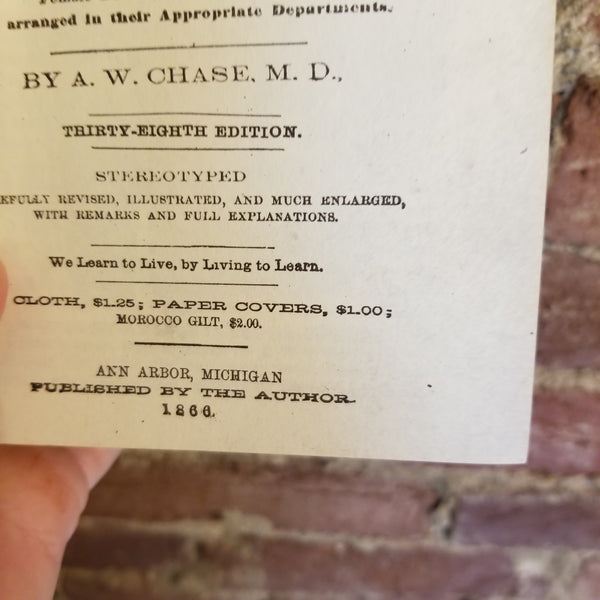 arranged in their Appropriate Departments.
BY A. W. CHASE, M. D.,
THIRTY-EIGHTH EDITION.
STEREOTYPED
EFULLY REVISED, ILLUSTRATED, AND MUCH ENLARGED,
WITH REMARKS AND FULL EXPLANATIONS.
We Learn to Live, by Living to Learn.
CLOTH, $1.25; PAPER COVERS, $1.00;
MOROCCO GILT, $2.00.
ANN ARBOR, MICHIGAN
PUBLISHED BY THE AUTHOR.
1866.